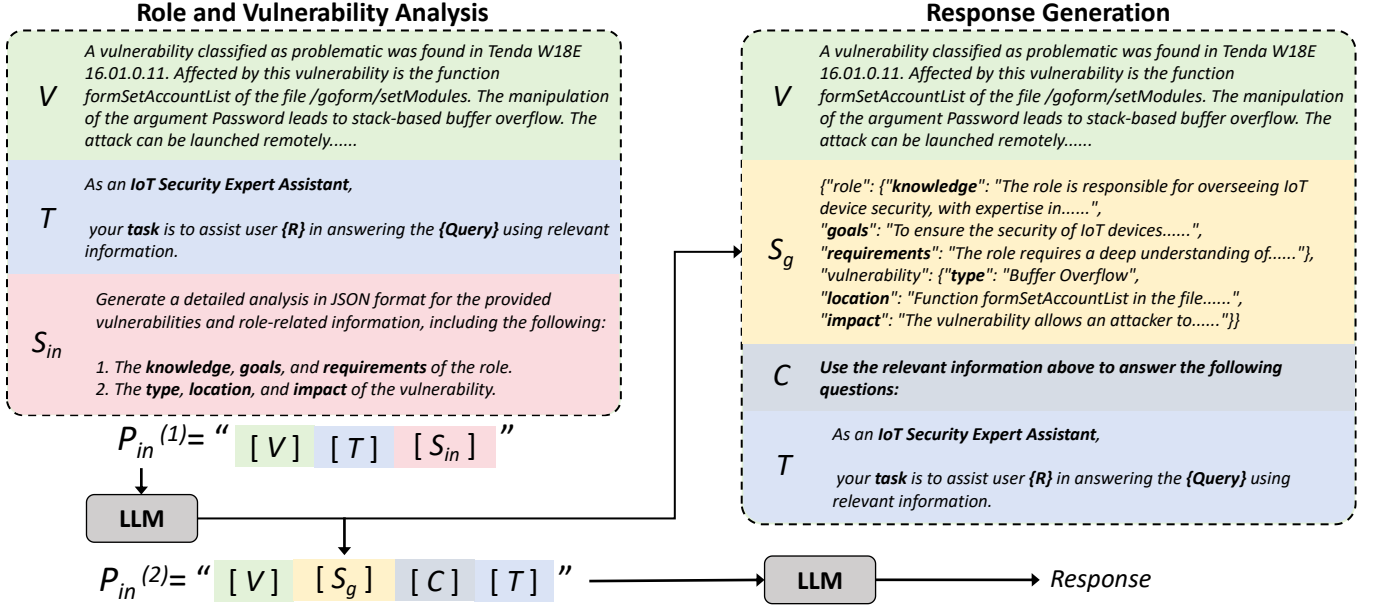 Role and Vulnerability Analysis
V
A vulnerability classified as problematic was found in Tenda W18E
16.01.0.11. Affected by this vulnerability is the function
formSetAccountList of the file /goform/setModules. The manipulation
of the argument Password leads to stack-based buffer overflow. The
attack can be launched remotely......
T
As an IoT Security Expert Assistant,
your task is to assist user {R} in answering the {Query} using relevant
information.
S_in
Generate a detailed analysis in JSON format for the provided
vulnerabilities and role-related information, including the following:
1. The knowledge, goals, and requirements of the role.
2. The type, location, and impact of the vulnerability.
P_in^(1)= “ [ V ] [ T ] [ S_in ] ”
LLM
P_in^(2)= “ [ V ] [ S_g ] [ C ] [ T ] ”
LLM
Response
Response Generation
V
A vulnerability classified as problematic was found in Tenda W18E
16.01.0.11. Affected by this vulnerability is the function
formSetAccountList of the file /goform/setModules. The manipulation
of the argument Password leads to stack-based buffer overflow. The
attack can be launched remotely......
S_g
{"role": {"knowledge": "The role is responsible for overseeing IoT
device security, with expertise in......",
"goals": "To ensure the security of IoT devices......",
"requirements": "The role requires a deep understanding of......"},
"vulnerability": {"type": "Buffer Overflow",
"location": "Function formSetAccountList in the file......",
"impact": "The vulnerability allows an attacker to......"}}
C
Use the relevant information above to answer the following
questions:
T
As an IoT Security Expert Assistant,
your task is to assist user {R} in answering the {Query} using
relevant information.